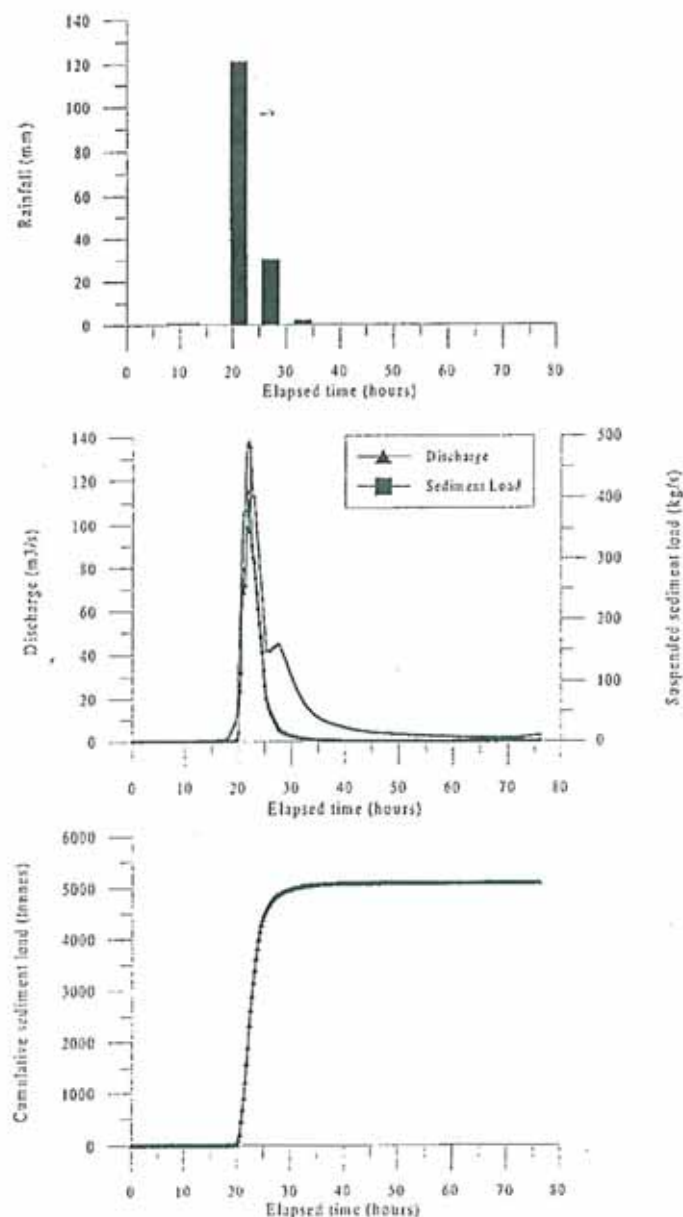 140
120
100
80
60
40
20
0
Rainfall (mm)
0 10 20 30 40 50 60 70 80
Elapsed time (hours)
140
120
100
80
60
40
20
0
Discharge (m3/s)
Discharge
Sediment Load
500
400
300
200
100
0
Suspended sediment load (kg/s)
0 10 20 30 40 50 60 70 80
Elapsed time (hours)
6000
5000
4000
3000
2000
1000
0
Cumulative sediment load (tonnes)
0 10 20 30 40 50 60 70 80
Elapsed time (hours)